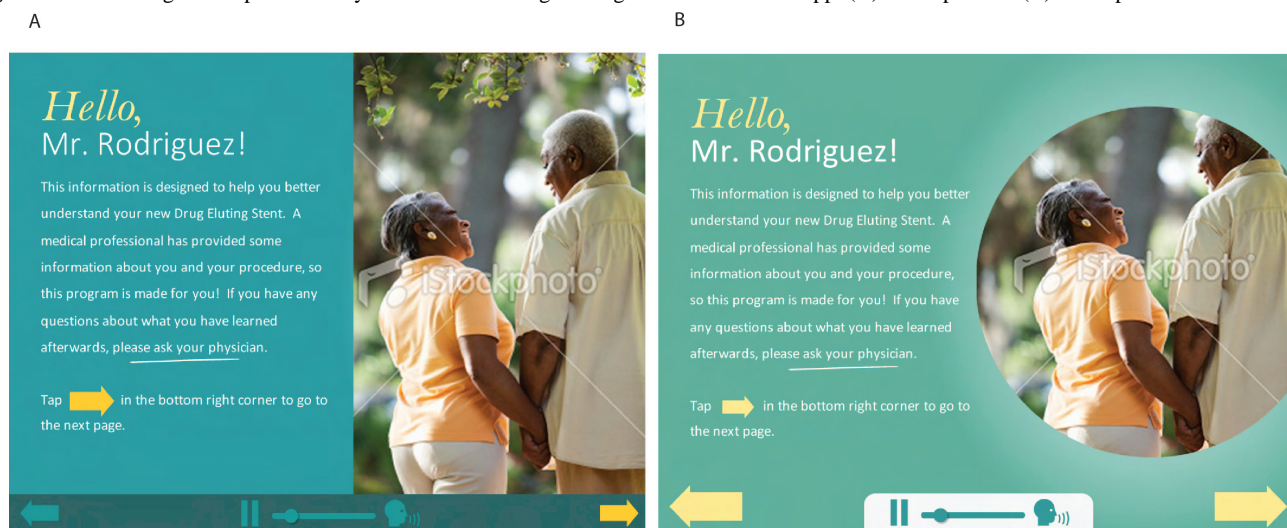 A
Hello,
Mr. Rodriguez!
This information is designed to help you better
understand your new Drug Eluting Stent. A
medical professional has provided some
information about you and your procedure, so
this program is made for you! If you have any
questions about what you have learned
afterwards, please ask your physician.
Tap in the bottom right corner to go to
the next page.
iStockphoto
B
Hello,
Mr. Rodriguez!
This information is designed to help you better
understand your new Drug Eluting Stent. A
medical professional has provided some
information about you and your procedure,
so this program is made for you! If you have
any questions about what you have learned
afterwards, please ask your physician.
Tap in the bottom right corner to go to
the next page.
iStockphoto